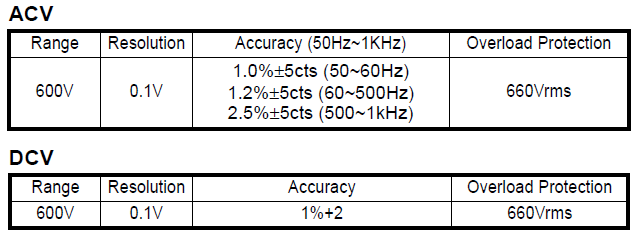 ACV
Range Resolution Accuracy (50Hz~1KHz) Overload Protection
1.0%±5cts (50~60Hz)
600V 0.1V 1.2%±5cts (60~500Hz) 660Vrms
2.5%±5cts (500~1kHz)
DCV
Range Resolution Accuracy Overload Protection
600V 0.1V 1%+2 660Vrms